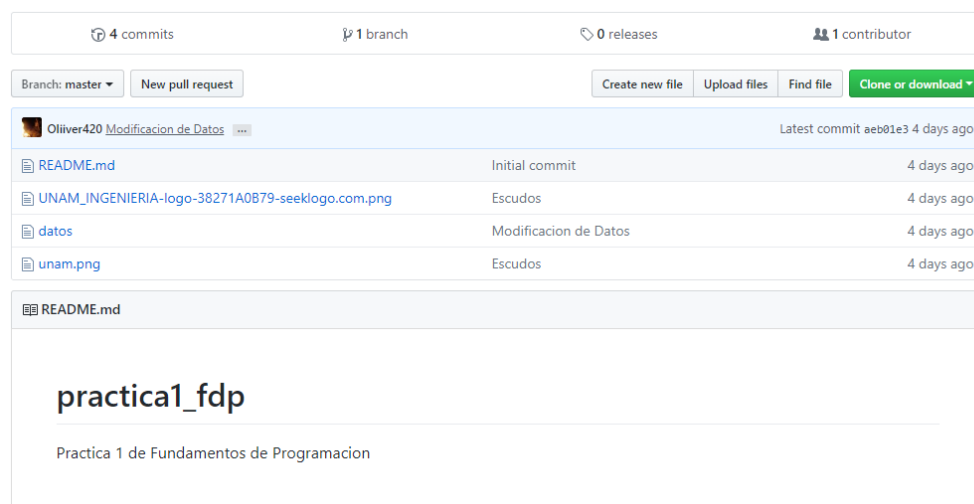 4 commits 1 branch 0 releases 1 contributor
Branch: master New pull request Create new file Upload files Find file Clone or download
Oliiver420 Modificacion de Datos ... Latest commit aeb01e3 4 days ago
README.md Initial commit 4 days ago
UNAM_INGENIERIA-logo-38271A0B79-seeklogo.com.png Escudos 4 days ago
datos Modificacion de Datos 4 days ago
unam.png Escudos 4 days ago
README.md
practica1_fdp
Practica 1 de Fundamentos de Programacion